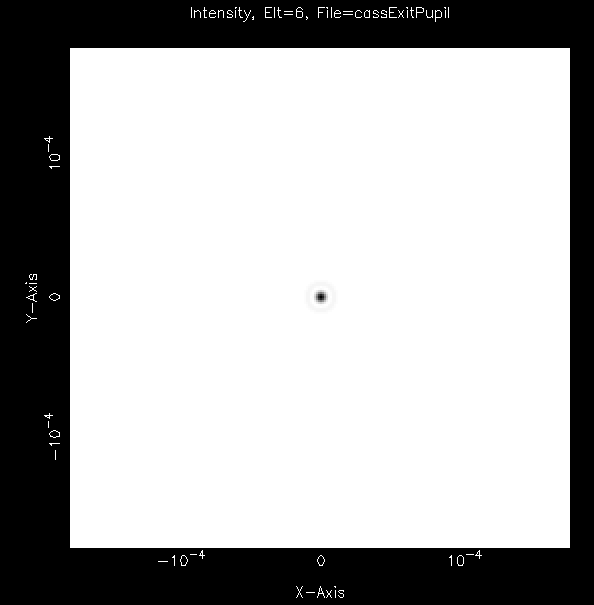 Intensity, Elt=6, File=cassExitPupil
10⁻⁴
Y-Axis
0
−10⁻⁴
−10⁻⁴ 0 10⁻⁴
X-Axis